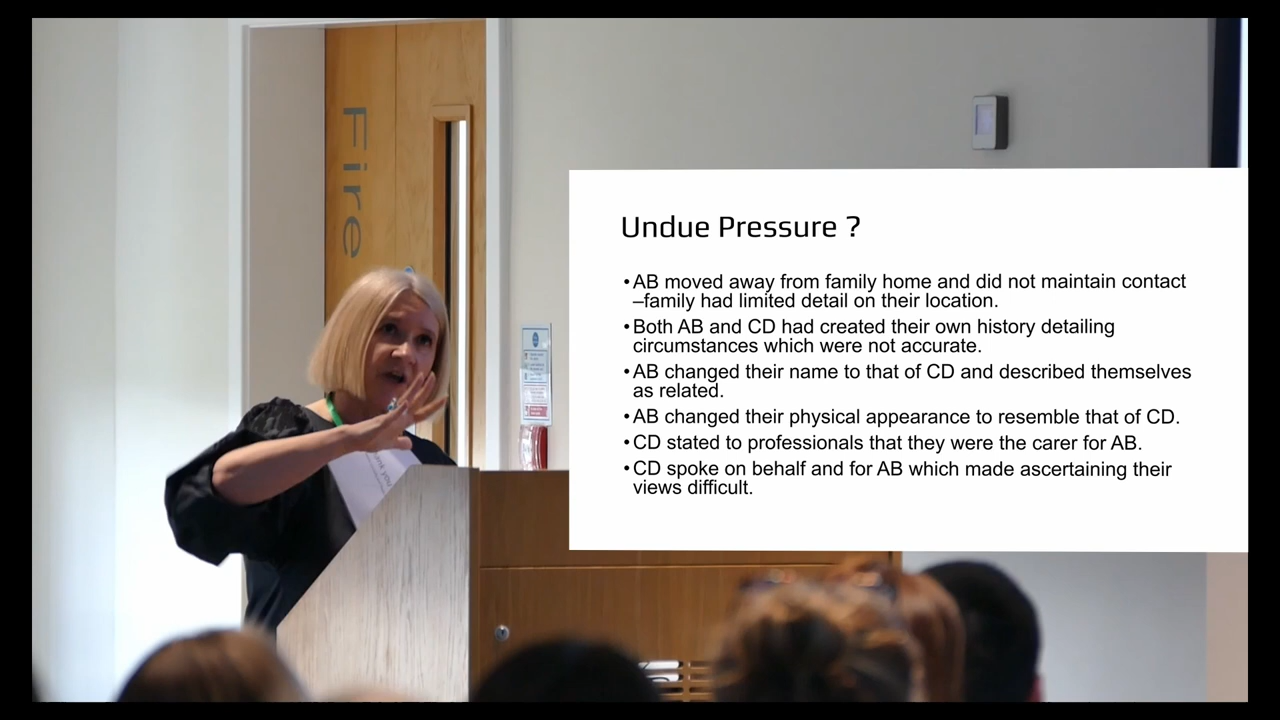 Fire
Undue Pressure ?
•AB moved away from family home and did not maintain contact
–family had limited detail on their location.
•Both AB and CD had created their own history detailing
circumstances which were not accurate.
•AB changed their name to that of CD and described themselves
as related.
•AB changed their physical appearance to resemble that of CD.
•CD stated to professionals that they were the carer for AB.
•CD spoke on behalf and for AB which made ascertaining their
views difficult.